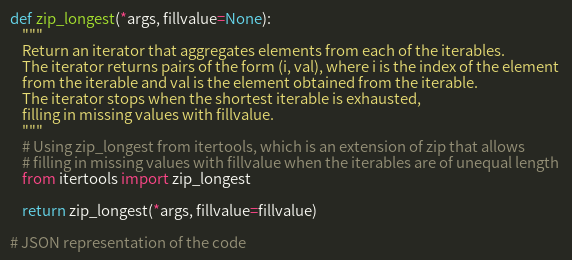 def zip_longest(*args, fillvalue=None):
"""
Return an iterator that aggregates elements from each of the iterables.
The iterator returns pairs of the form (i, val), where i is the index of the element
from the iterable and val is the element obtained from the iterable.
The iterator stops when the shortest iterable is exhausted,
filling in missing values with fillvalue.
"""
# Using zip_longest from itertools, which is an extension of zip that allows
# filling in missing values with fillvalue when the iterables are of unequal length
from itertools import zip_longest
return zip_longest(*args, fillvalue=fillvalue)
# JSON representation of the code